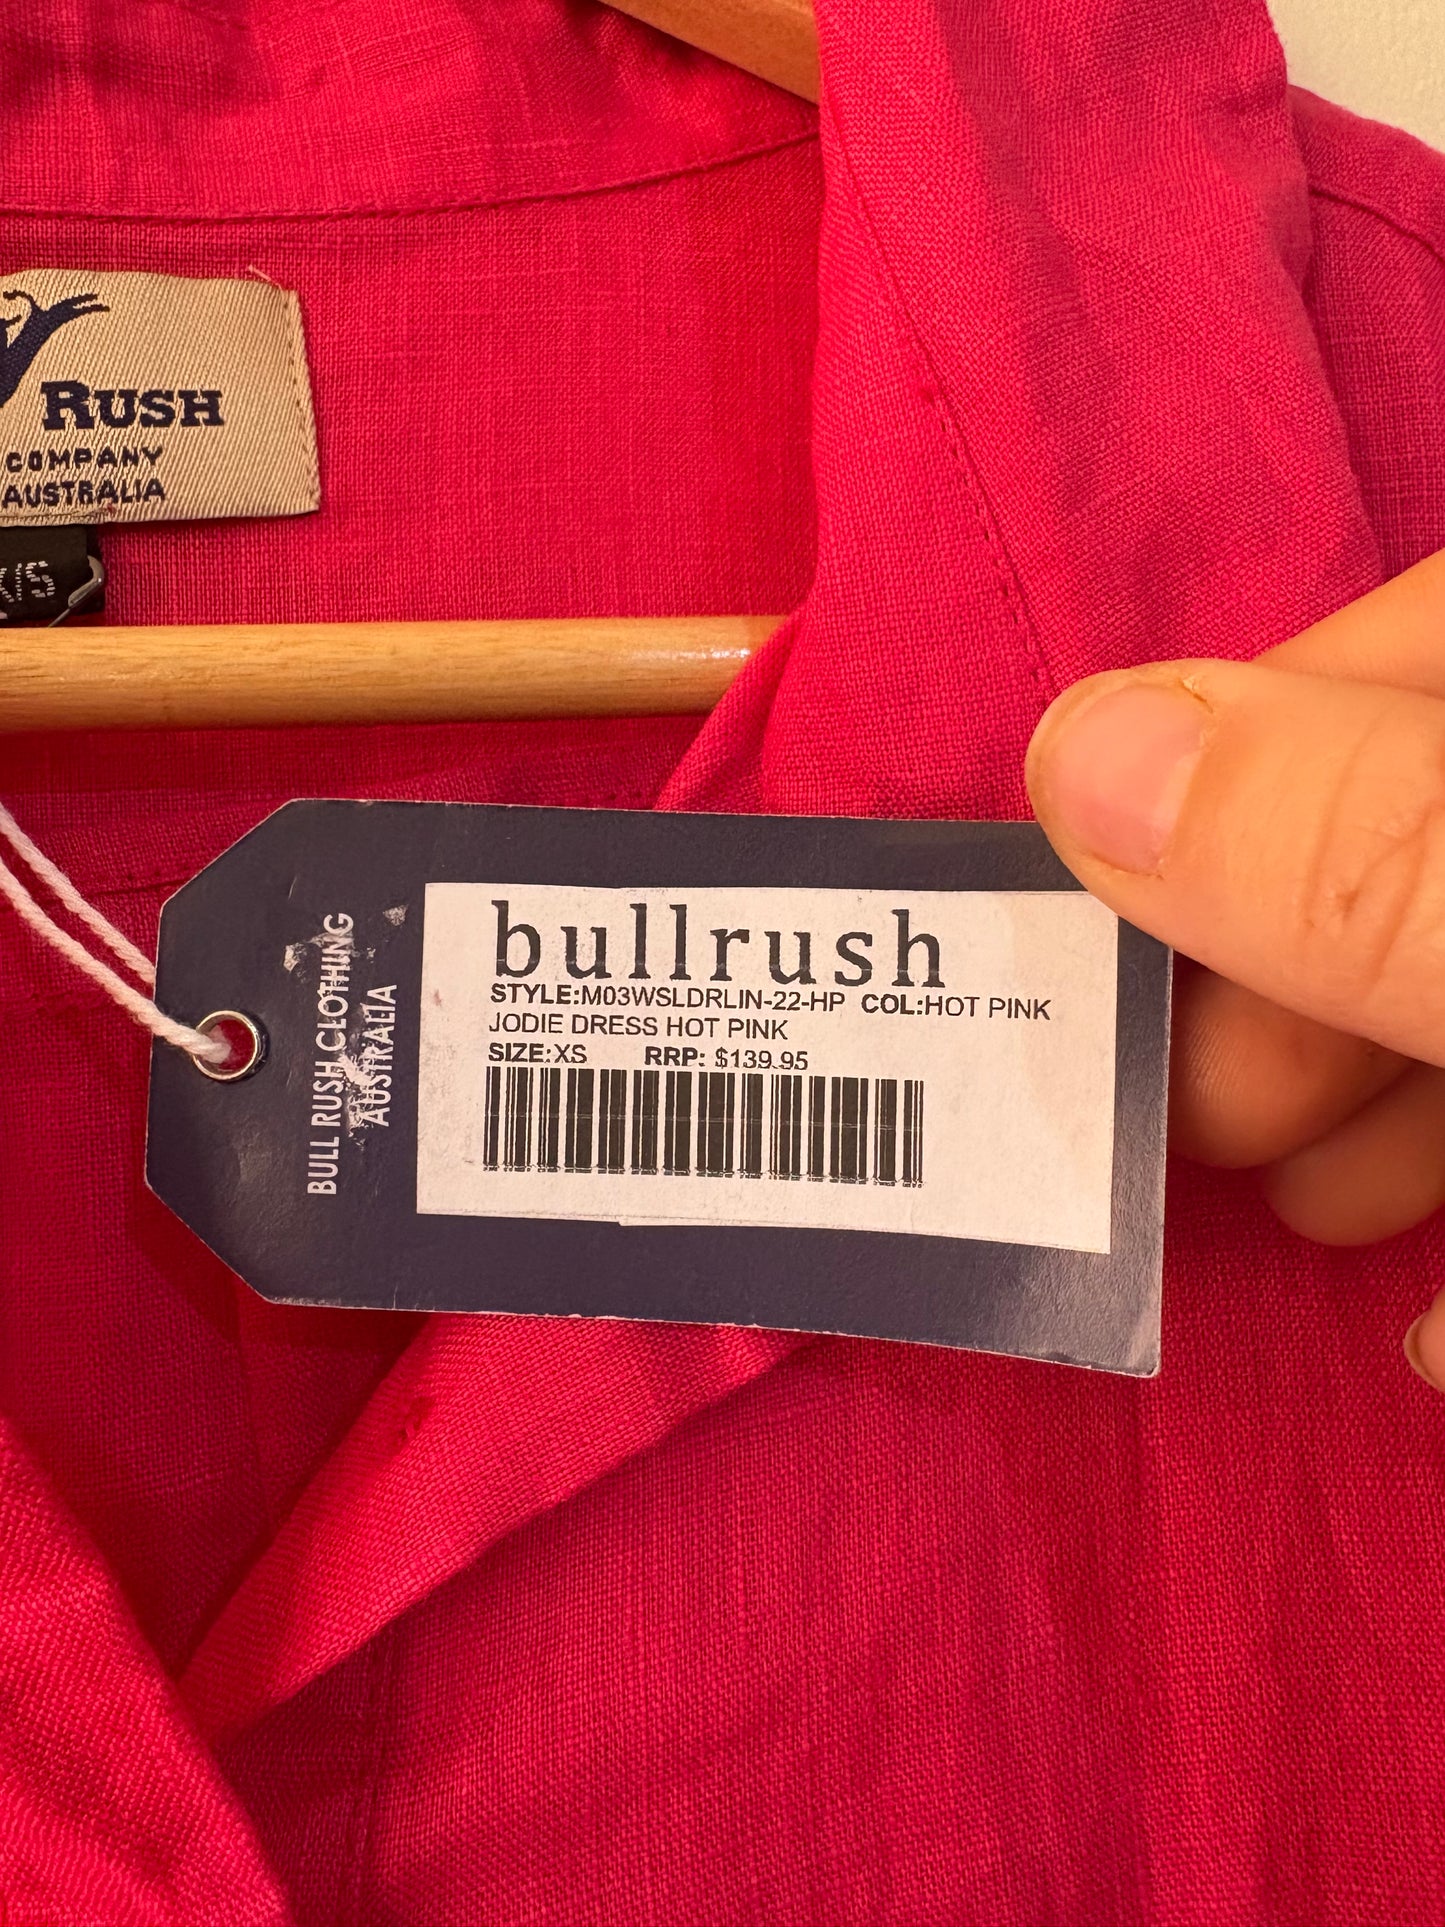 RUSH
COMPANY
AUSTRALIA
bullrush
STYLE:M03WSLDRLIN-22-HP COL:HOT PINK
JODIE DRESS HOT PINK
SIZE:XS RRP: $139.95
BULL RUSH CLOTHING
AUSTRALIA